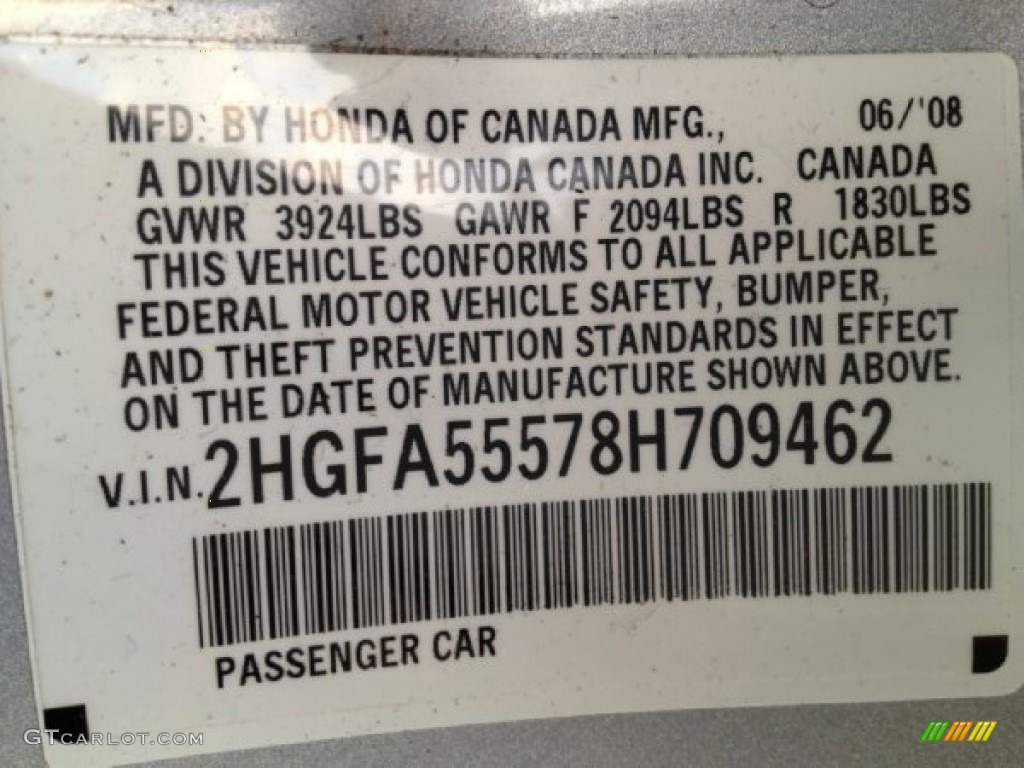 MFD: BY HONDA OF CANADA MFG., 06/'08
A DIVISION OF HONDA CANADA INC. CANADA
GVWR 3924LBS GAWR F 2094LBS R 1830LBS
THIS VEHICLE CONFORMS TO ALL APPLICABLE
FEDERAL MOTOR VEHICLE SAFETY, BUMPER,
AND THEFT PREVENTION STANDARDS IN EFFECT
ON THE DATE OF MANUFACTURE SHOWN ABOVE.
V.I.N. 2HGFA55578H709462
PASSENGER CAR
GTCARLOT.COM